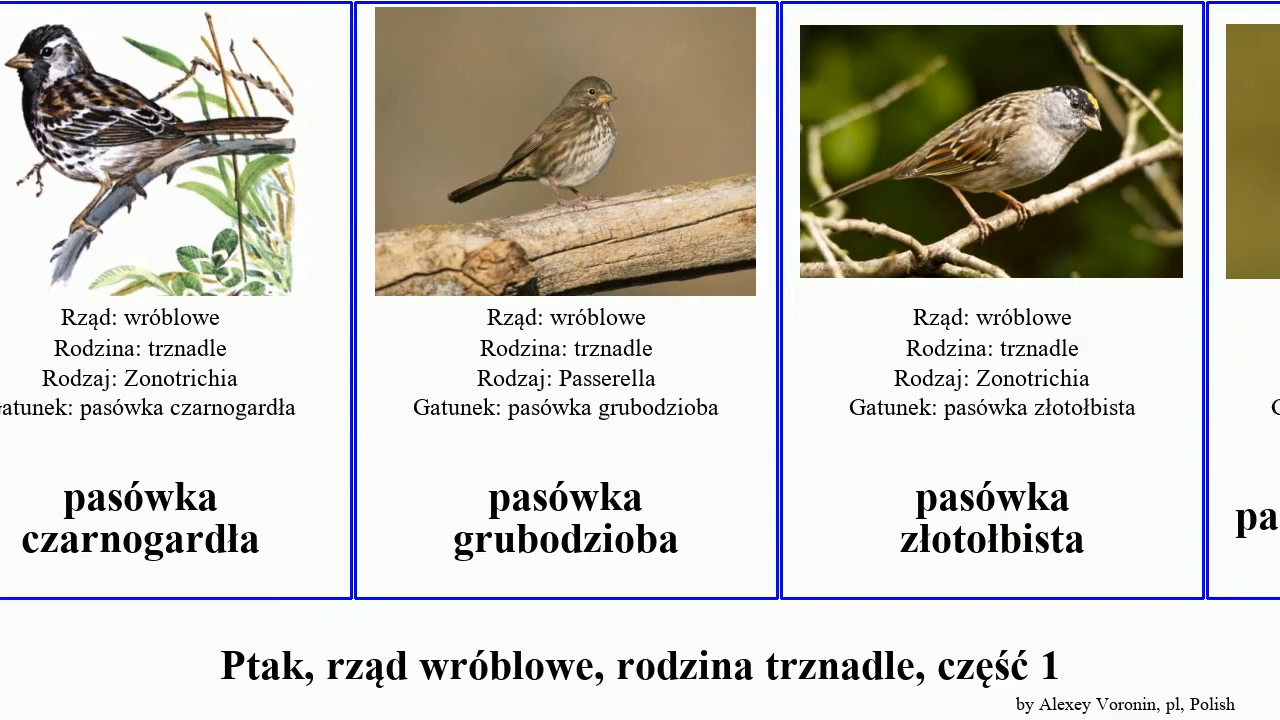 Rząd: wróblowe
Rodzina: trznadle
Rodzaj: Zonotrichia
pasówka czarnogardła
pasówka
czarnogardła
Rząd: wróblowe
Rodzina: trznadle
Rodzaj: Passerella
Gatunek: pasówka grubodzioba
pasówka
grubodzioba
Rząd: wróblowe
Rodzina: trznadle
Rodzaj: Zonotrichia
Gatunek: pasówka złotołbista
pasówka
złotołbista
Ptak, rząd wróblowe, rodzina trznadle, część 1
by Alexey Voronin, pl, Polish